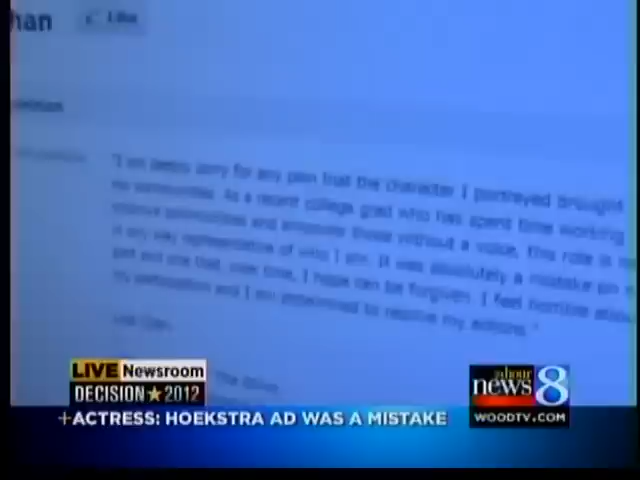 han Like
"I am deeply sorry for any pain that the character I portrayed brought
my communities. As a recent college grad who has spent time working
improve communities and empower those without a voice, this role is
in any way representative of who I am. It was absolutely a mistake on
part and one that, over time, I hope can be forgiven. I feel horrible
my participation and I am determined to resolve my actions."
LIVE Newsroom
DECISION★2012
24 hour
news 8
WOODTV.COM
+ACTRESS: HOEKSTRA AD WAS A MISTAKE